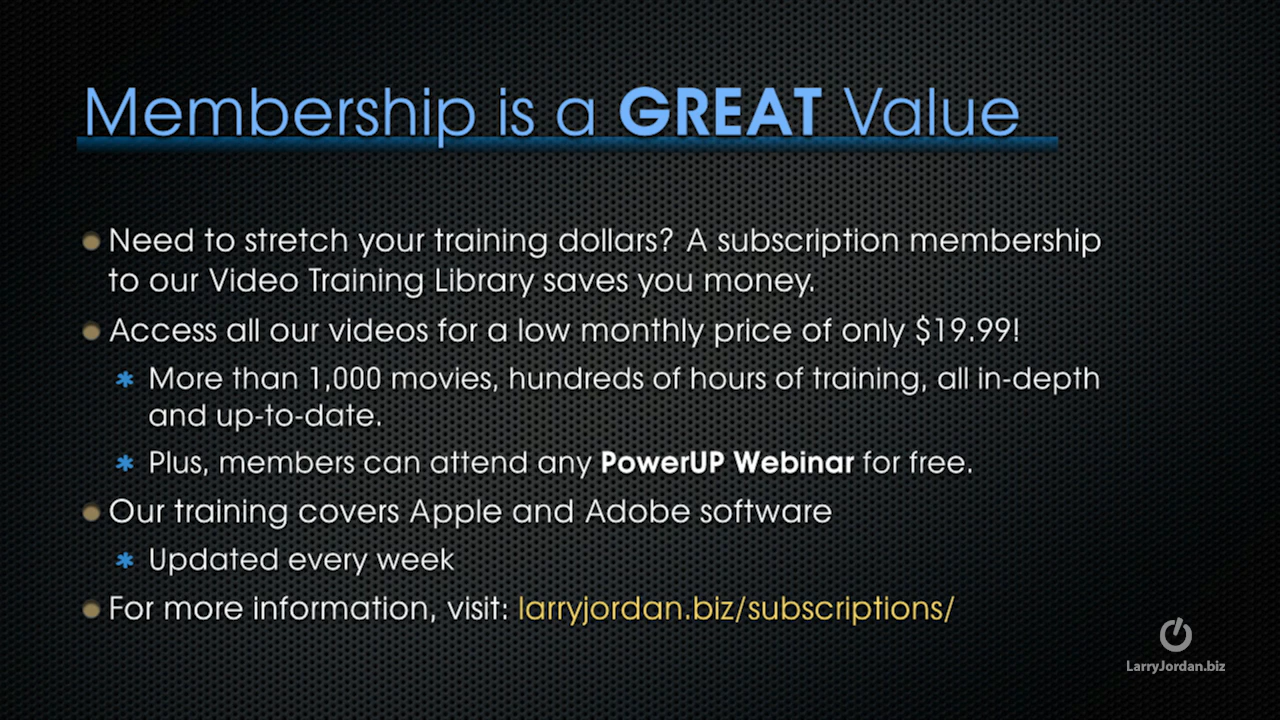 Membership is a GREAT Value
Need to stretch your training dollars? A subscription membership
to our Video Training Library saves you money.
Access all our videos for a low monthly price of only $19.99!
More than 1,000 movies, hundreds of hours of training, all in-depth
and up-to-date.
Plus, members can attend any PowerUP Webinar for free.
Our training covers Apple and Adobe software
Updated every week
For more information, visit: larryjordan.biz/subscriptions/
LarryJordan.biz